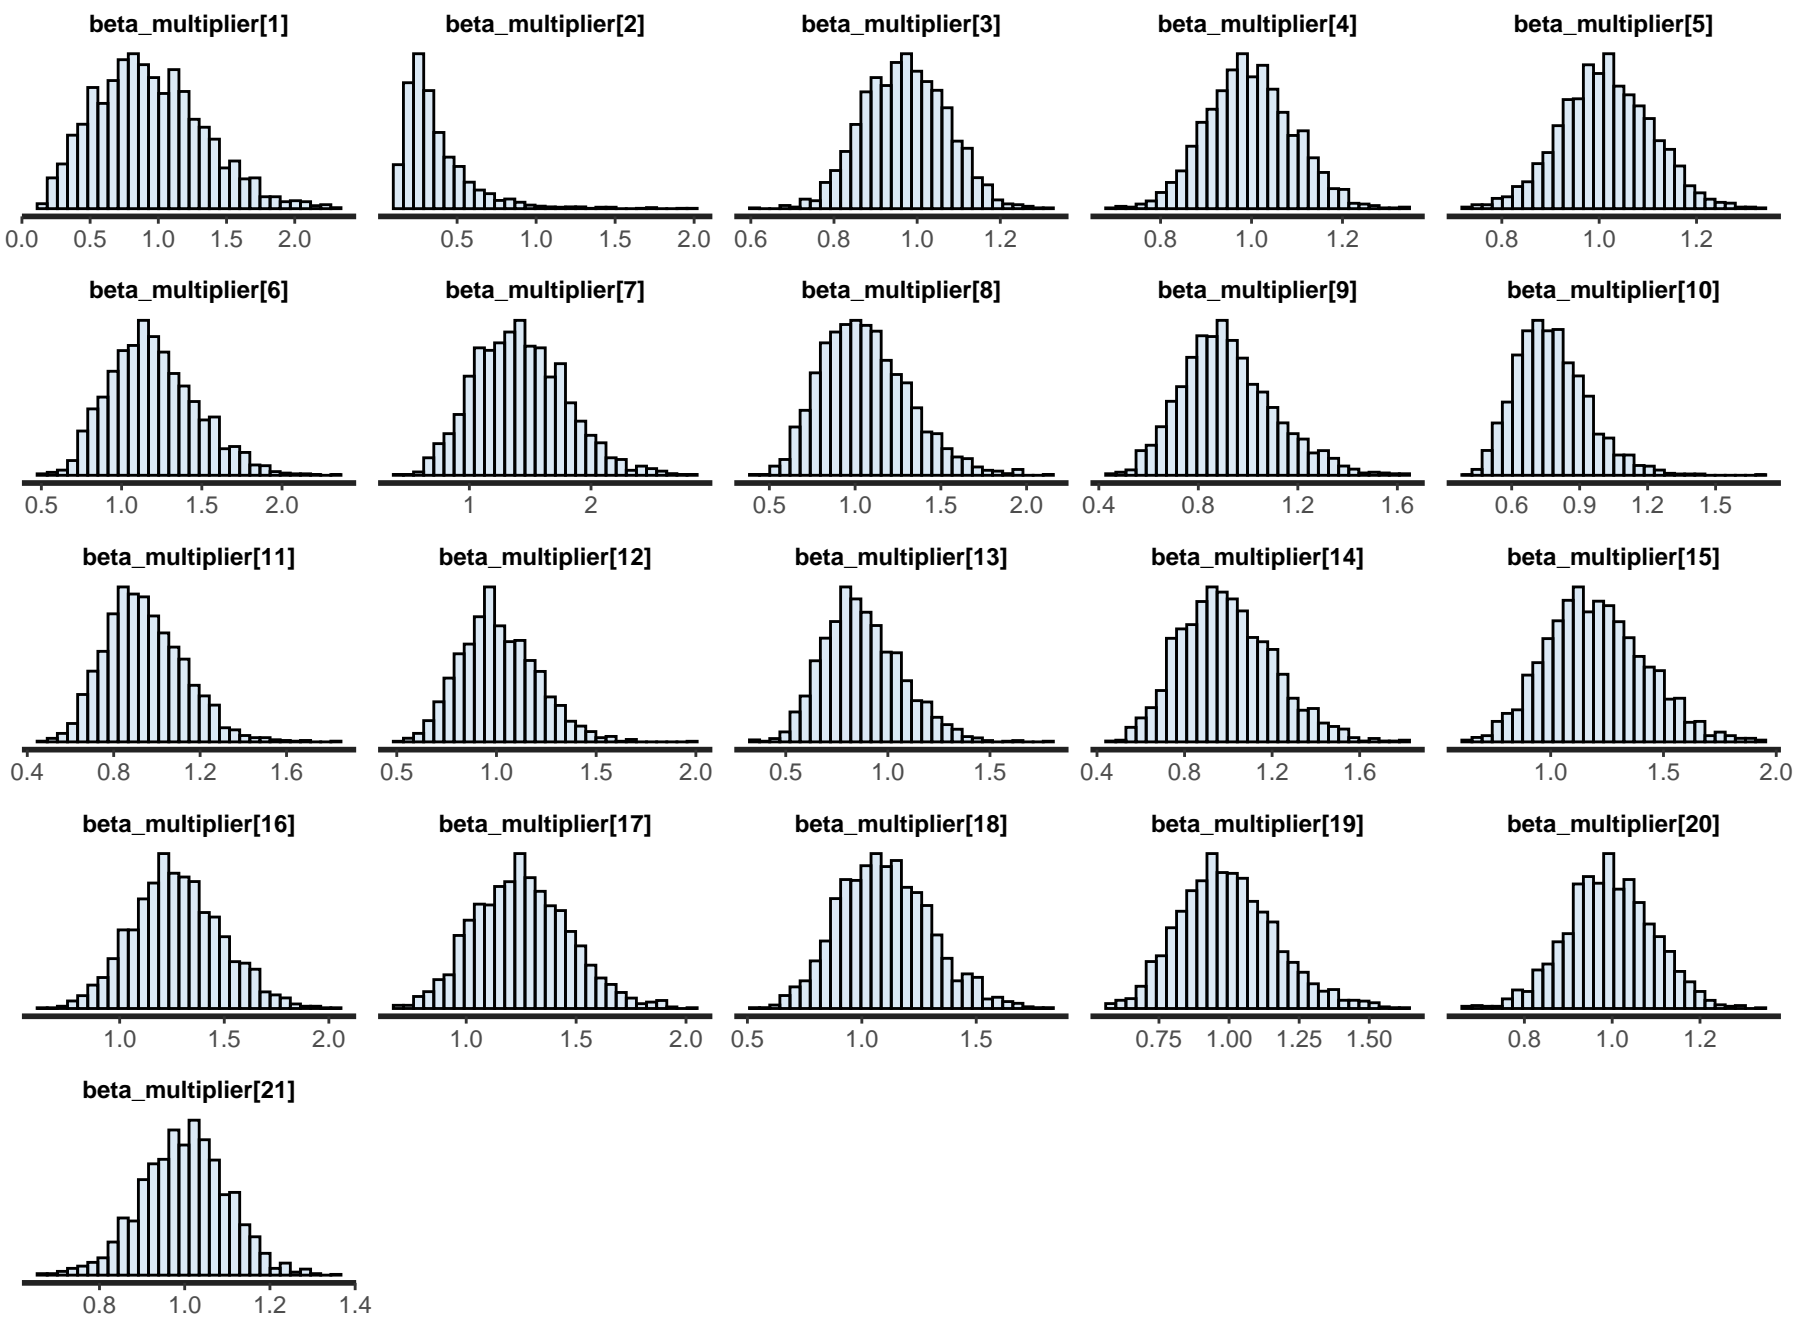 beta_multiplier[1] beta_multiplier[2] beta_multiplier[3] beta_multiplier[4] beta_multiplier[5]
0.0 0.5 1.0 1.5 2.0 0.5 1.0 1.5 2.0 0.6 0.8 1.0 1.2 0.8 1.0 1.2 0.8 1.0 1.2
beta_multiplier[6] beta_multiplier[7] beta_multiplier[8] beta_multiplier[9] beta_multiplier[10]
0.5 1.0 1.5 2.0 1 2 0.5 1.0 1.5 2.0 0.4 0.8 1.2 1.6 0.6 0.9 1.2 1.5
beta_multiplier[11] beta_multiplier[12] beta_multiplier[13] beta_multiplier[14] beta_multiplier[15]
0.4 0.8 1.2 1.6 0.5 1.0 1.5 2.0 0.5 1.0 1.5 0.4 0.8 1.2 1.6 1.0 1.5 2.0
beta_multiplier[16] beta_multiplier[17] beta_multiplier[18] beta_multiplier[19] beta_multiplier[20]
1.0 1.5 2.0 1.0 1.5 2.0 0.5 1.0 1.5 0.75 1.00 1.25 1.50 0.8 1.0 1.2
beta_multiplier[21]
0.8 1.0 1.2 1.4